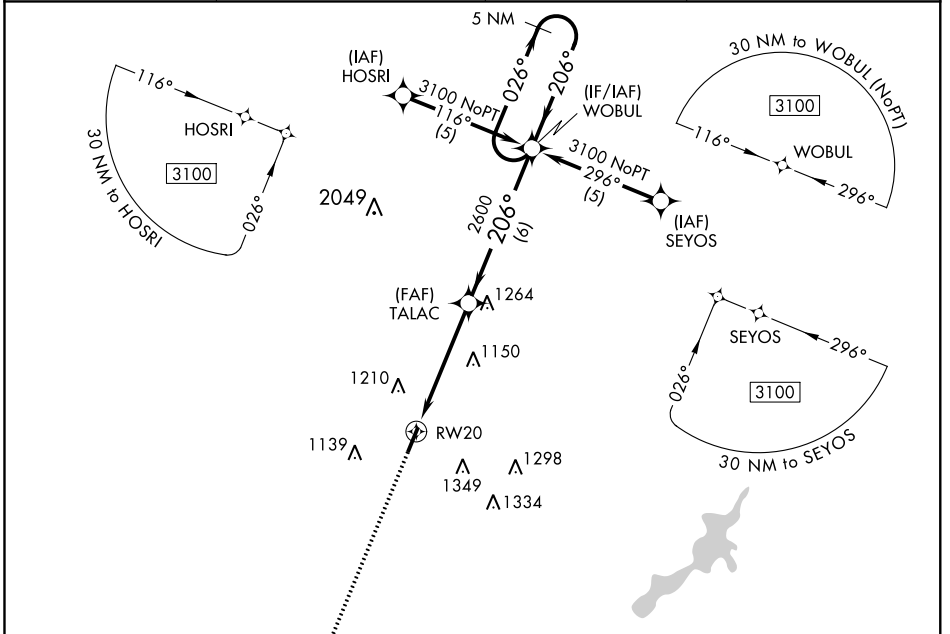 5 NM
026°
206°
(IAF)
HOSRI
3100 NoPT
116°
(5)
(IF/IAF)
WOBUL
3100 NoPT
296°
(5)
(IAF)
SEYOS
30 NM to WOBUL (NoPT)
3100
116°
WOBUL
296°
116°
HOSRI
3100
026°
30 NM to HOSRI
2049
2600
206°
(6)
(FAF)
TALAC
1264
1150
1210
RW20
1139
1349
1298
1334
SEYOS
296°
026°
3100
30 NM to SEYOS